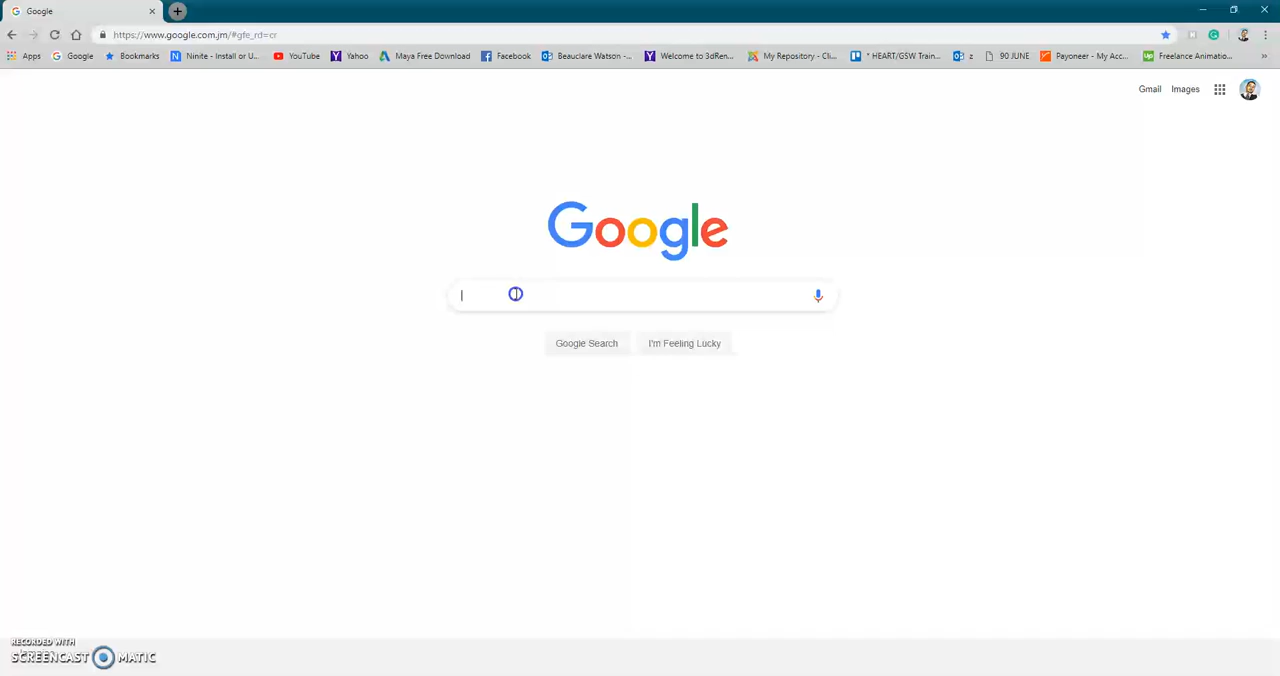 Google
https://www.google.com.jm/#gfe_rd=cr
Apps Google Bookmarks Ninite - Install or U... YouTube Yahoo Maya Free Download Facebook Beauclare Watson -... Welcome to 3dRen... My Repository - Cli... * HEART/GSW Train... z 90 JUNE Payoneer - My Acc... Freelance Animatio... »
Gmail Images
Google
Google Search I'm Feeling Lucky
RECORDED WITH
SCREENCAST MATIC